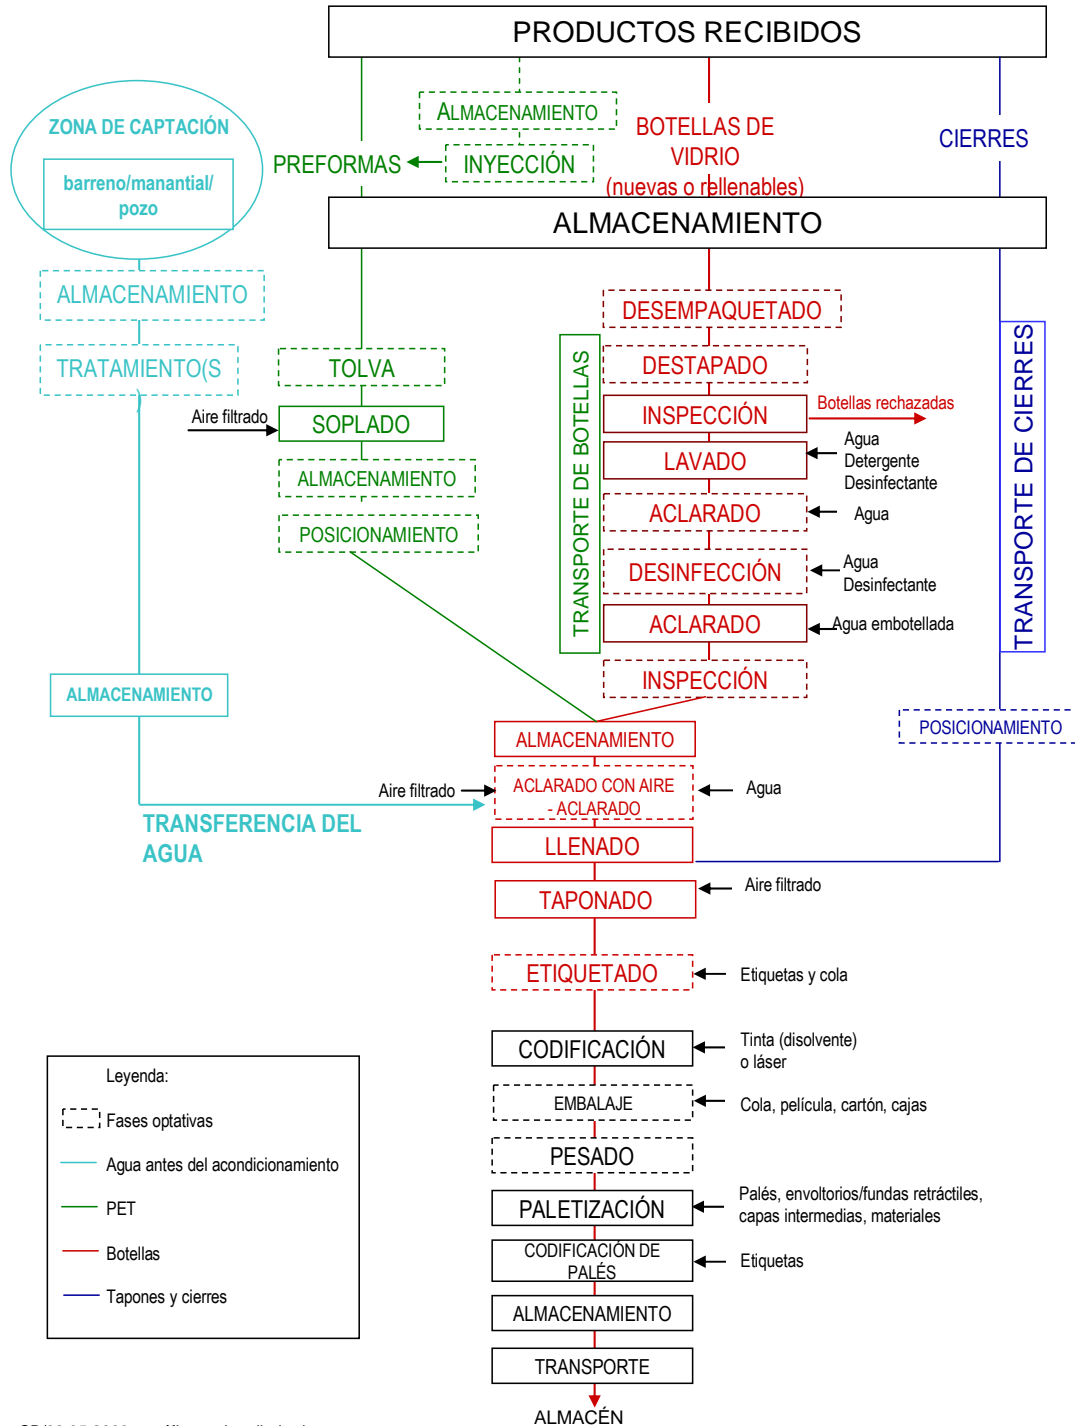 PRODUCTOS RECIBIDOS
ALMACENAMIENTO
ZONA DE CAPTACIÓN
BOTELLAS DE
VIDRIO
(nuevas o rellenables)
CIERRES
PREFORMAS
INYECCIÓN
barreno/manantial/
pozo
ALMACENAMIENTO
ALMACENAMIENTO
DESEMPAQUETADO
TRATAMIENTO(S
)
TOLVA
DESTAPADO
Aire filtrado
SOPLADO
INSPECCIÓN
Botellas rechazadas
ALMACENAMIENTO
LAVADO
Agua
Detergente
Desinfectante
POSICIONAMIENTO
ACLARADO
Agua
TRANSPORTE DE BOTELLAS
TRANSPORTE DE CIERRES
DESINFECCIÓN
Agua
Desinfectante
ACLARADO
Agua embotellada
INSPECCIÓN
ALMACENAMIENTO
POSICIONAMIENTO
ALMACENAMIENTO
Aire filtrado
ACLARADO CON AIRE
- ACLARADO
Agua
TRANSFERENCIA DEL
AGUA
LLENADO
TAPONADO
Aire filtrado
ETIQUETADO
Etiquetas y cola
CODIFICACIÓN
Tinta (disolvente)
o láser
EMBALAJE
Cola, película, cartón, cajas
PESADO
PALETIZACIÓN
Palés, envoltorios/fundas retráctiles,
capas intermedias, materiales
CODIFICACIÓN DE
PALÉS
Etiquetas
ALMACENAMIENTO
TRANSPORTE
ALMACÉN
Leyenda:
Fases optativas
Agua antes del acondicionamiento
PET
Botellas
Tapones y cierres